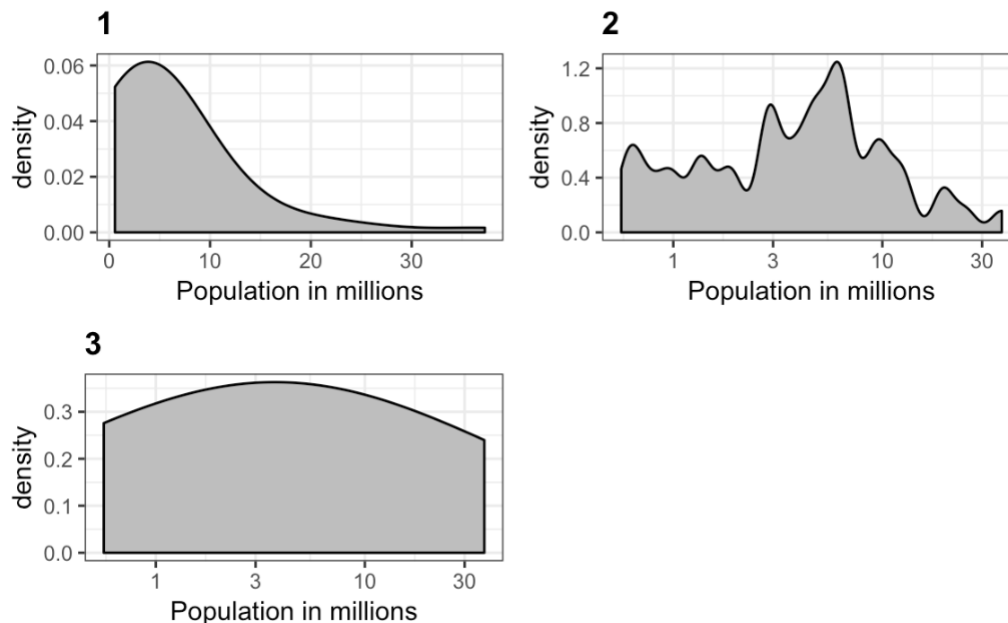 1
0.06
0.04
0.02
0.00
density
0 10 20 30
Population in millions
2
1.2
0.8
0.4
0.0
density
1 3 10 30
Population in millions
3
0.3
0.2
0.1
0.0
density
1 3 10 30
Population in millions